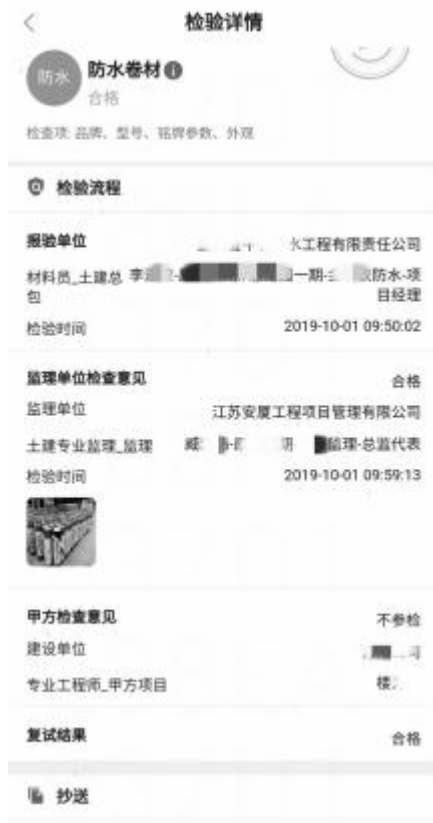 检验详情
防水
防水卷材
合格
检查项: 品牌、型号、铭牌参数、外观
检验流程
报验单位 水工程有限责任公司
材料员_土建总包 李 一期- 防水-项目经理
检验时间 2019-10-01 09:50:02
监理单位检查意见 合格
监理单位 江苏安厦工程项目管理有限公司
土建专业监理_监理 监理-总监代表
检验时间 2019-10-01 09:59:13
甲方检查意见 不参检
建设单位 司
专业工程师_甲方项目 楼
复试结果 合格
抄送